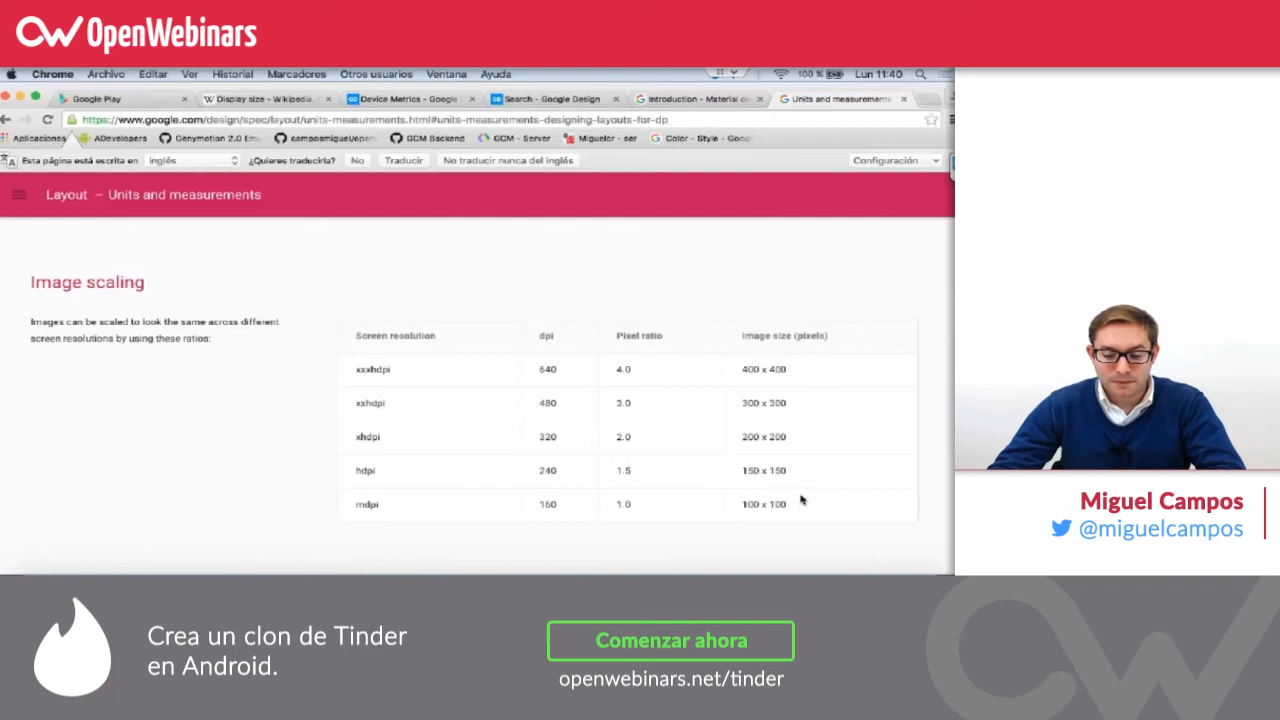 OpenWebinars
Chrome Archivo Editar Ver Historial Marcadores Otros usuarios Ventana Ayuda 100 % Lun 11:40
Google Play Display size - Wikipedia, Device Metrics - Google Search - Google Design Introduction - Material de Units and measurements
https://www.google.com/design/spec/layout/units-measurements.html#units-measurements-designing-layouts-for-dp
Aplicaciones ADevelopers Genymotion 2.0 Em camposmiguel/open GCM Backend GCM - Server Color - Style - Goog
Esta página está escrita en inglés ¿Quieres traducirla? No Traducir No traducir nunca del inglés Configuración
Layout – Units and measurements
Image scaling
Images can be scaled to look the same across different
screen resolutions by using these ratios:
Screen resolution dpi Pixel ratio Image size (pixels)
xxxhdpi 640 4.0 400 x 400
xxhdpi 480 3.0 300 x 300
xhdpi 320 2.0 200 x 200
hdpi 240 1.5 150 x 150
mdpi 160 1.0 100 x 100
Miguel Campos
@miguelcampos
Crea un clon de Tinder
en Android.
Comenzar ahora
openwebinars.net/tinder